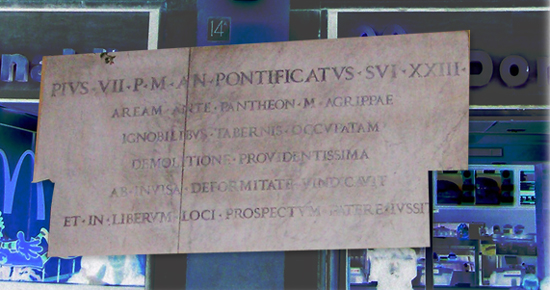 14A
PIVS · VII · P · M · AN · PONTIFICATVS · SVI · XXIII ·
AREAM · ANTE · PANTHEON · M · AGRIPPAE
IGNOBILIBVS · TABERNIS · OCCVPATAM
DEMOLITIONE · PROVIDENTISSIMA
AB · INVISA · DEFORMITATE · VINDICAVIT
ET · IN · LIBERVM · LOCI · PROSPECTVM · PATERE · IVSSIT